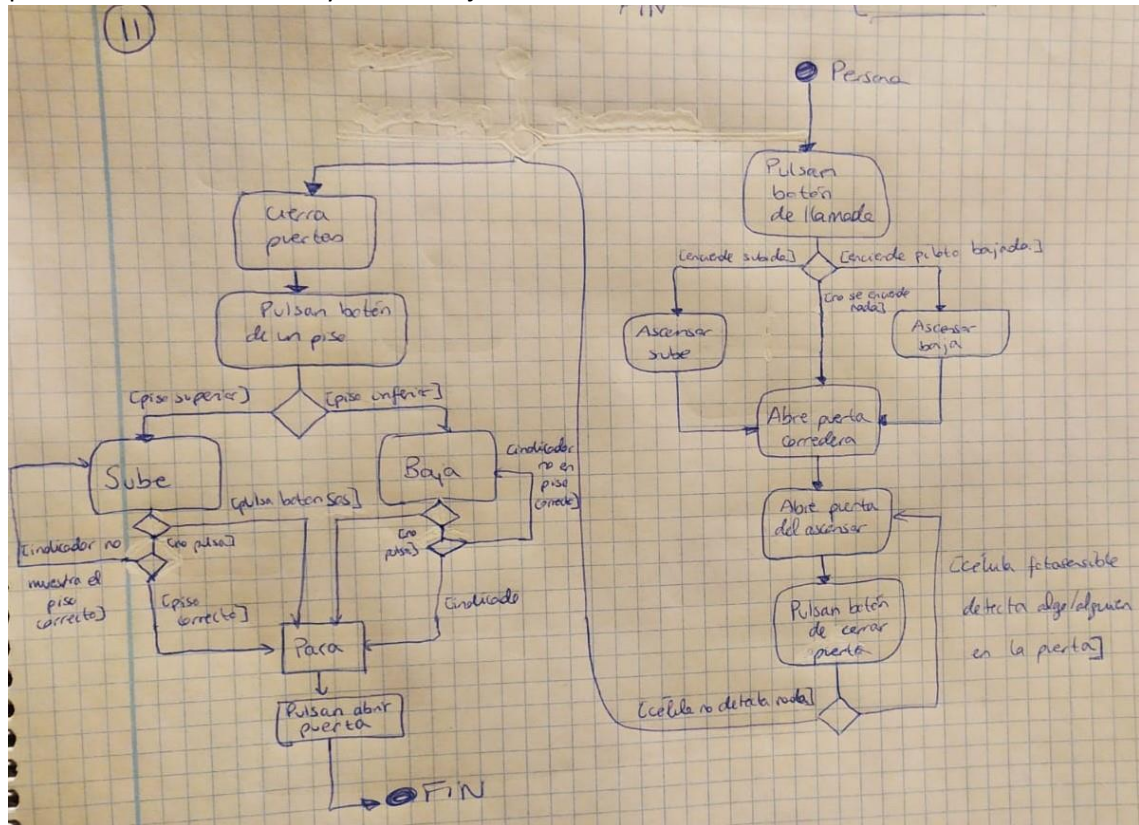 11
FIN
Persona
Pulsan
botón
de llamada
[enciende subida]
[enciende piloto bajada]
[no se enciende
nada]
Ascensor
sube
Ascensor
baja
Abre puerta
corredera
Abre puerta
del ascensor
Pulsan botón
de cerrar
puerta
[célula fotosensible
detecta algo/alguien
en la puerta]
[célula no detecta nada]
Cierra
puertas
Pulsan botón
de un piso
[piso superior]
[piso inferior]
Sube
Baja
[indicador
no en
piso
correcto]
[pulsa boton SOS]
[no pulsa]
[no
pulsa]
[indicador no
muestra el
piso
correcto]
[piso
correcto]
[indicado
Para
Pulsan abrir
puerta
FIN